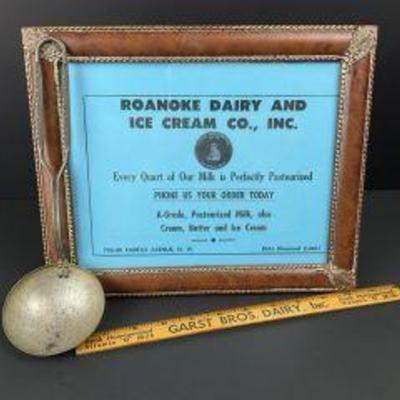 ROANOKE DAIRY AND
ICE CREAM CO., INC.
Every Quart of Our Milk is Perfectly Pasteurized
PHONE US YOUR ORDER TODAY
A-Grade, Pasteurized Milk, also
Cream, Butter and Ice Cream
AVENUE, N. W.
GARST BROS. DAIRY, Inc.